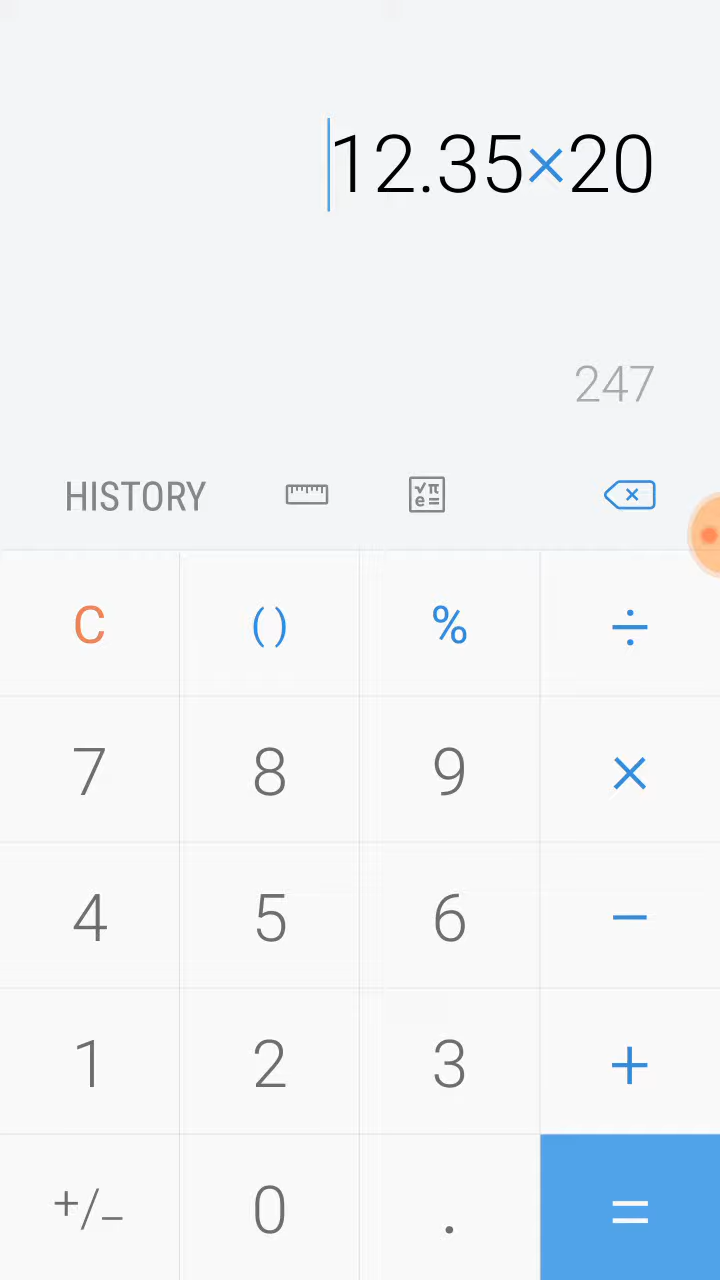 12.35×20
247
HISTORY
√π
e=
C ( ) % ÷
7 8 9 ×
4 5 6 −
1 2 3 +
+/− 0 . =